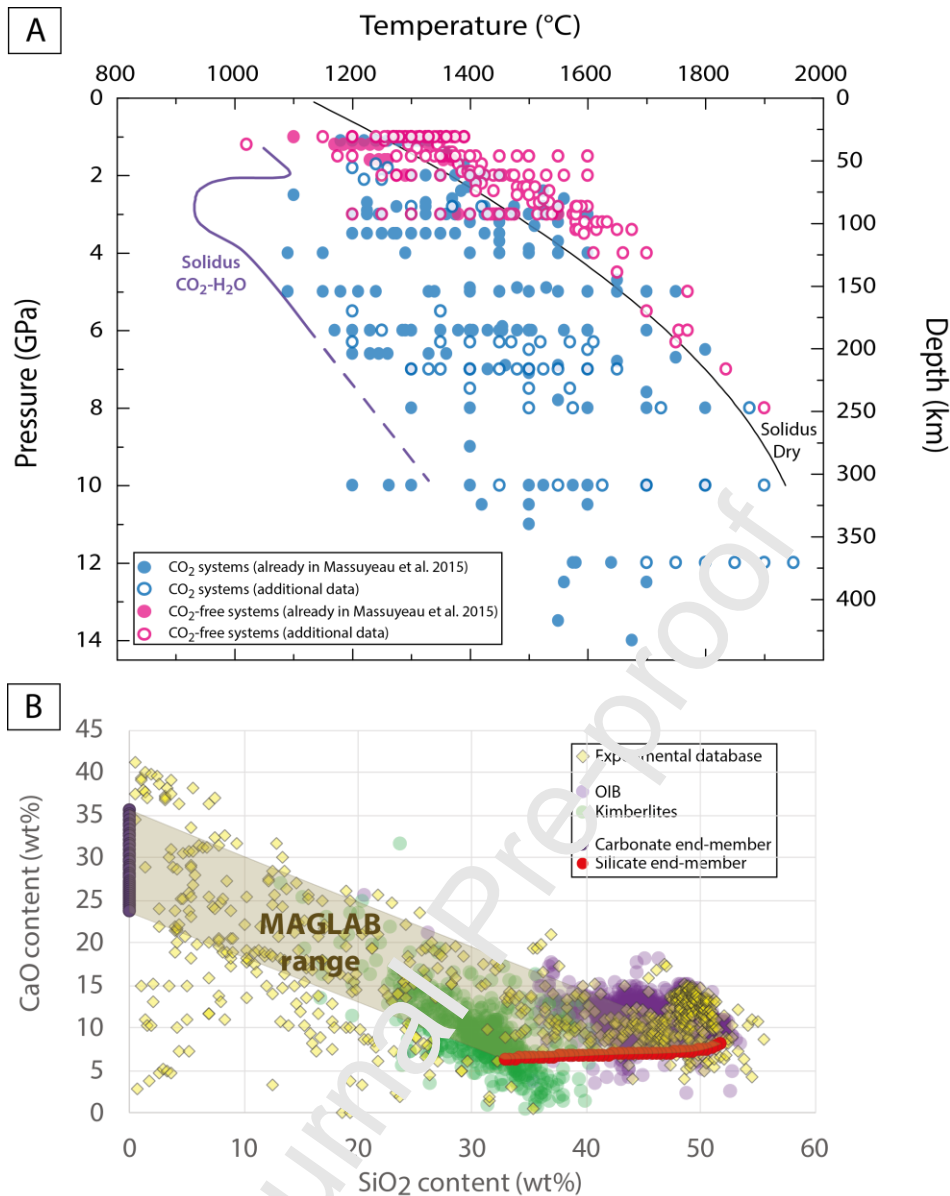 A
Temperature (°C)
800 1000 1200 1400 1600 1800 2000
0 0
50
2
100
Solidus
CO2-H2O
4
150
Pressure (GPa)
Depth (km)
6
200
8
250
Solidus
Dry
10
300
350
12
400
14
CO2 systems (already in Massuyeau et al. 2015)
CO2 systems (additional data)
CO2-free systems (already in Massuyeau et al. 2015)
CO2-free systems (additional data)
B
45
40
35
30
25
20
15
10
5
0
CaO content (wt%)
Experimental database
OIB
Kimberlites
Carbonate end-member
Silicate end-member
MAGLAB
range
0 10 20 30 40 50 60
SiO2 content (wt%)
urnal Pre-proof